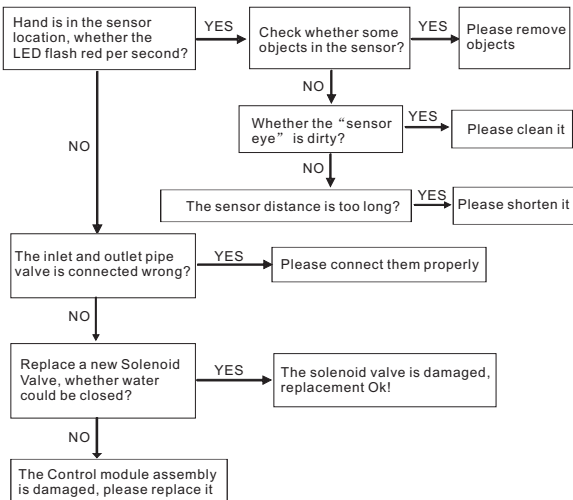 Hand is in the sensor
location, whether the
LED flash red per second?
YES
Check whether some
objects in the sensor?
YES
Please remove
objects
NO
Whether the “sensor
eye” is dirty?
YES
Please clean it
NO
NO
The sensor distance is too long?
YES
Please shorten it
The inlet and outlet pipe
valve is connected wrong?
YES
Please connect them properly
NO
Replace a new Solenoid
Valve, whether water
could be closed?
YES
The solenoid valve is damaged,
replacement Ok!
NO
The Control module assembly
is damaged, please replace it